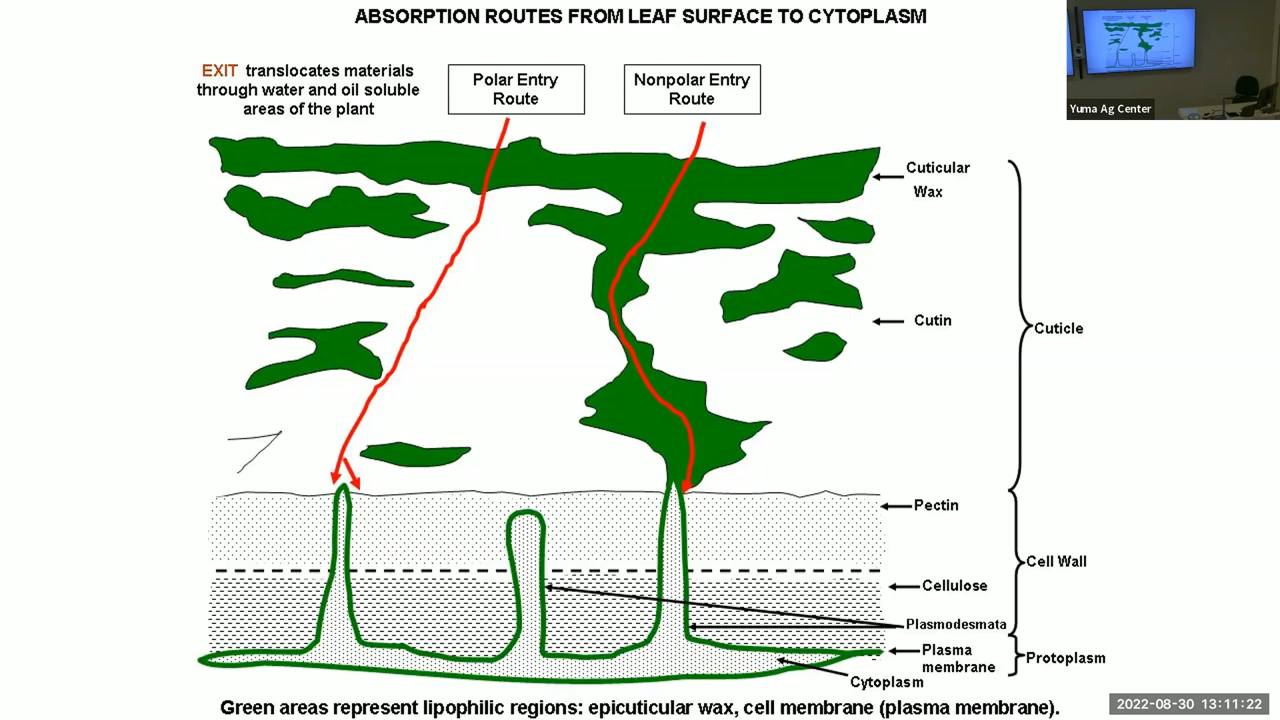 ABSORPTION ROUTES FROM LEAF SURFACE TO CYTOPLASM
EXIT translocates materials
through water and oil soluble
areas of the plant
Polar Entry
Route
Nonpolar Entry
Route
Yuma Ag Center
Cuticular
Wax
Cutin
Cuticle
Pectin
Cell Wall
Cellulose
Plasmodesmata
Plasma
membrane
Protoplasm
Cytoplasm
Green areas represent lipophilic regions: epicuticular wax, cell membrane (plasma membrane).
2022-08-30 13:11:22